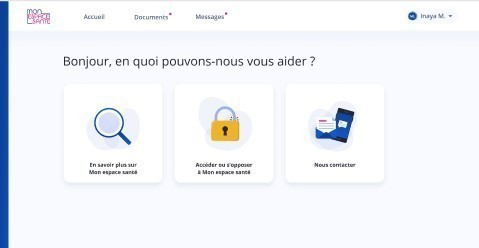 mon
ESPACE
SANTÉ
Accueil
Documents
Messages
Inaya M.
Bonjour, en quoi pouvons-nous vous aider ?
En savoir plus sur
Mon espace santé
Accéder ou s'opposer
à Mon espace santé
Nous contacter